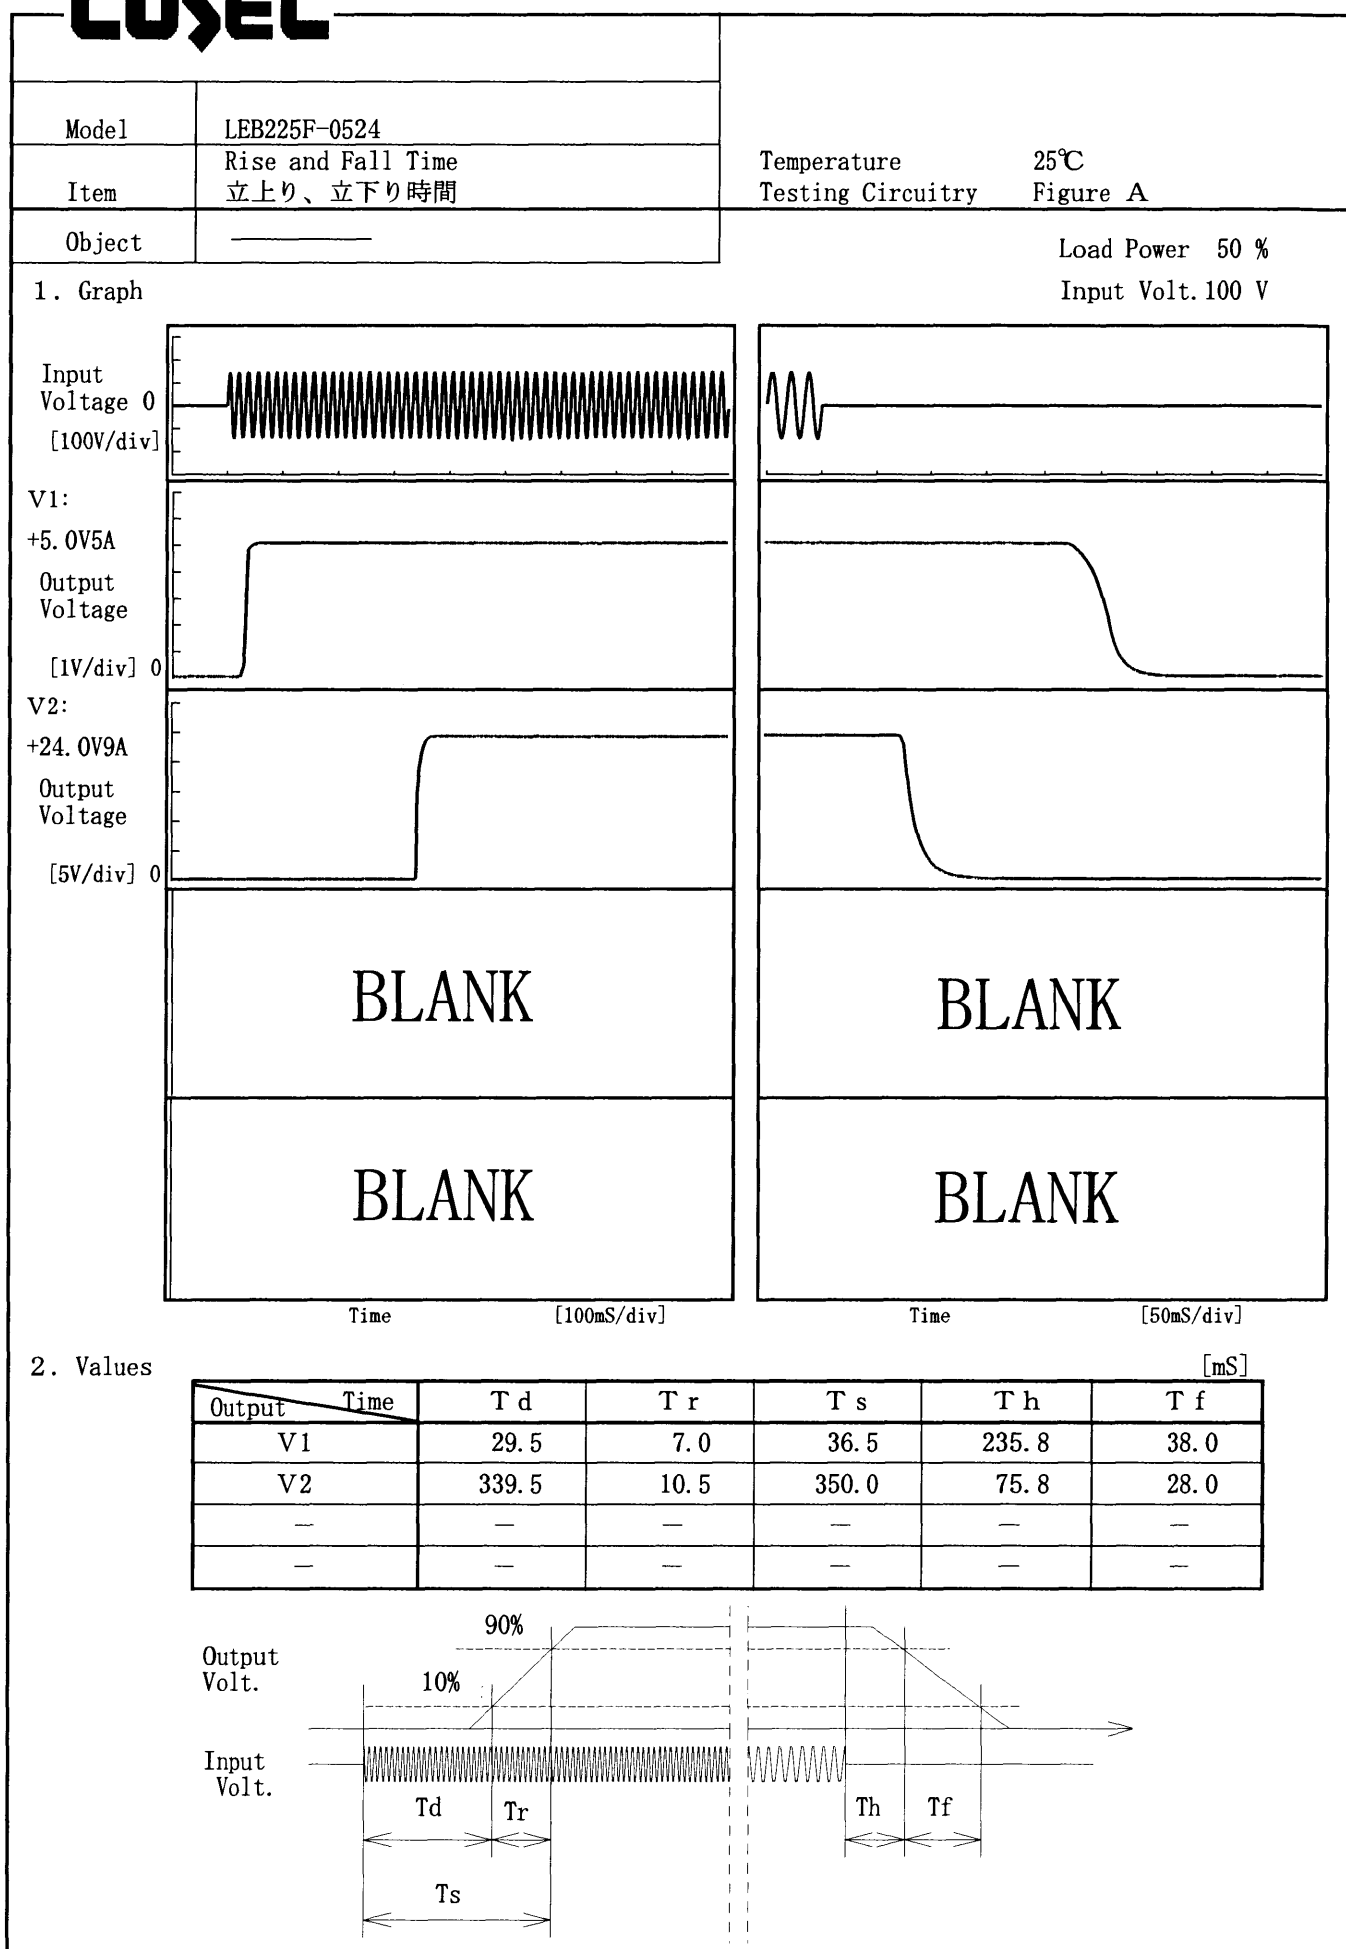 COSEL
Model LEB225F-0524
Item Rise and Fall Time
立上り、立下り時間
Temperature 25℃
Testing Circuitry Figure A
Object
Load Power 50 %
Input Volt. 100 V
1. Graph
Input
Voltage 0
[100V/div]
V1:
+5.0V5A
Output
Voltage
[1V/div] 0
V2:
+24.0V9A
Output
Voltage
[5V/div] 0
BLANK
BLANK
BLANK
BLANK
Time [100mS/div]
Time [50mS/div]
2. Values
[mS]
Output Time Td Tr Ts Th Tf
V1 29.5 7.0 36.5 235.8 38.0
V2 339.5 10.5 350.0 75.8 28.0
— — — — — —
— — — — — —
90%
Output
Volt.
10%
Input
Volt.
Td Tr Th Tf
Ts